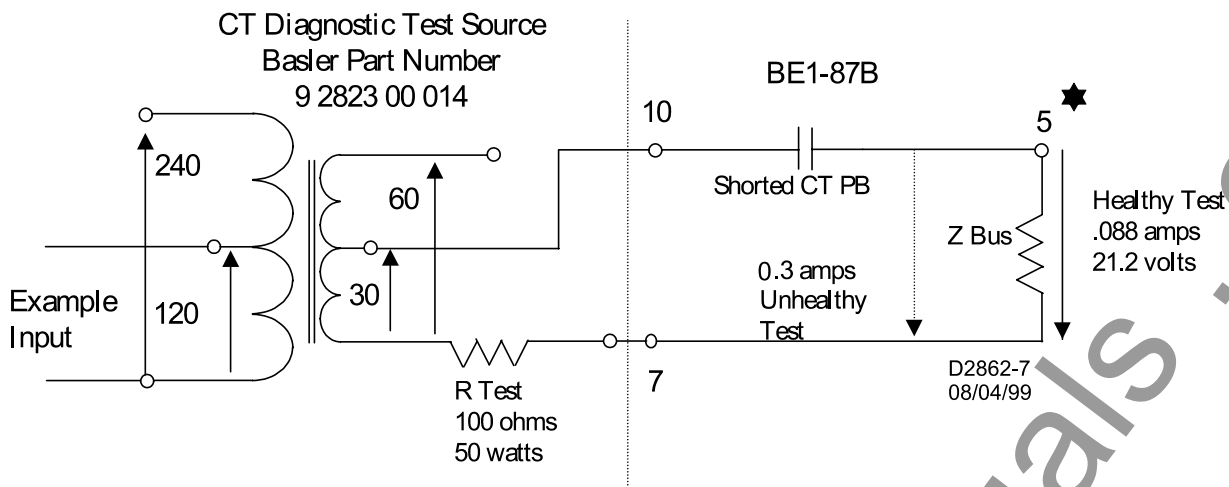 CT Diagnostic Test Source
Basler Part Number
9 2823 00 014
BE1-87B
240
120
Example
Input
60
30
R Test
100 ohms
50 watts
10
7
Shorted CT PB
5
Z Bus
0.3 amps
Unhealthy
Test
Healthy Test
.088 amps
21.2 volts
D2862-7
08/04/99